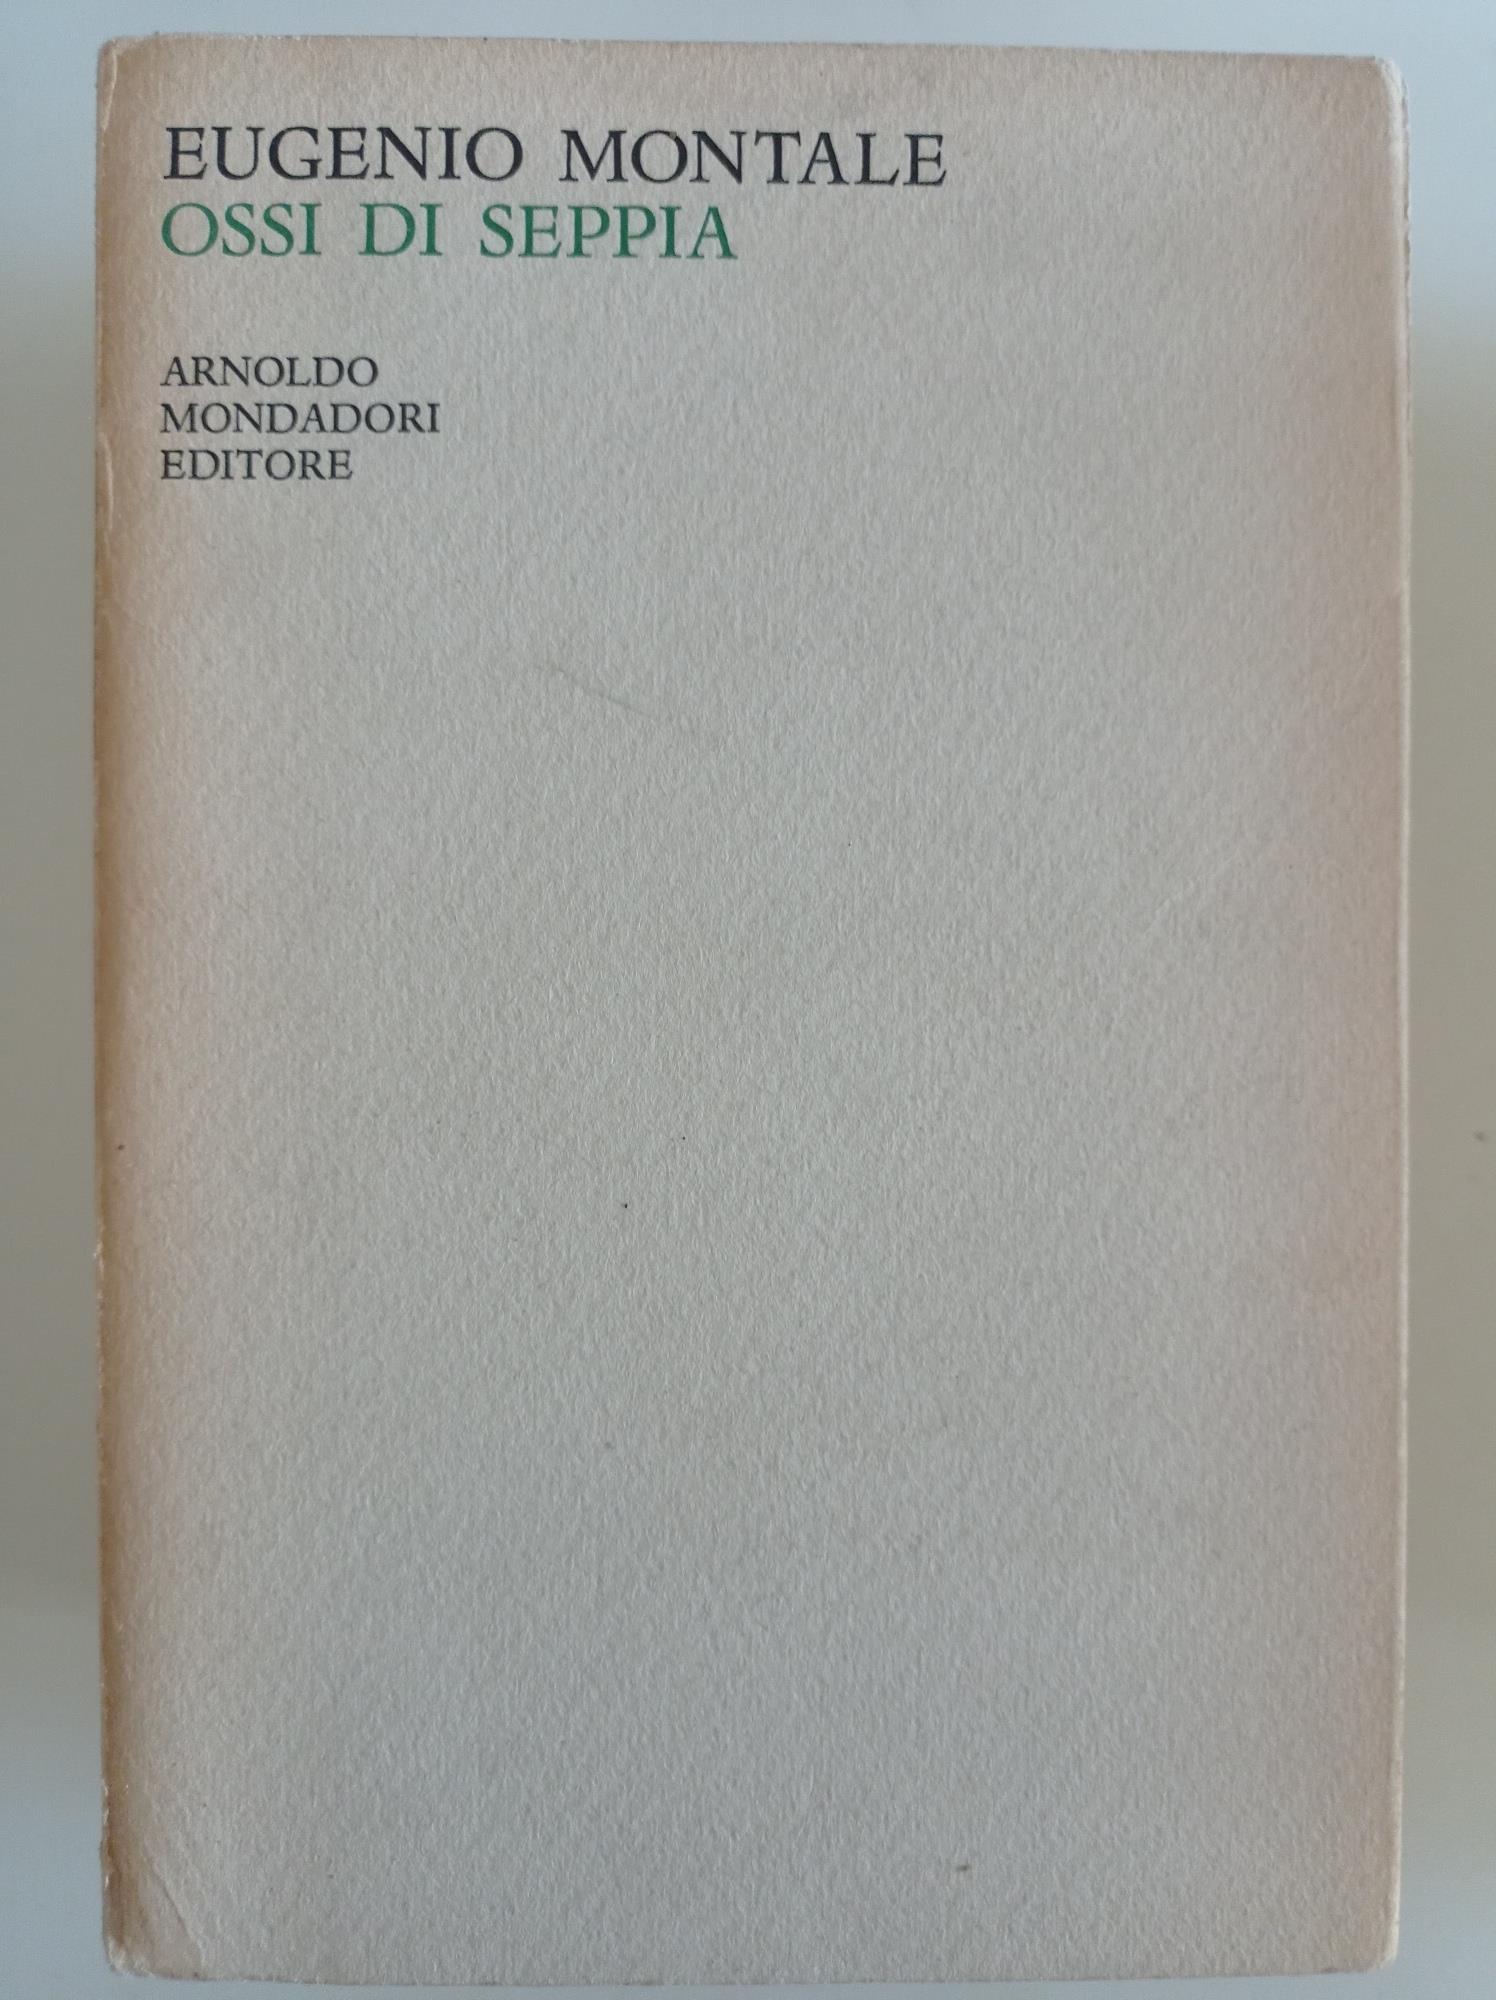 EUGENIO MONTALE
OSSI DI SEPPIA
ARNOLDO
MONDADORI
EDITORE